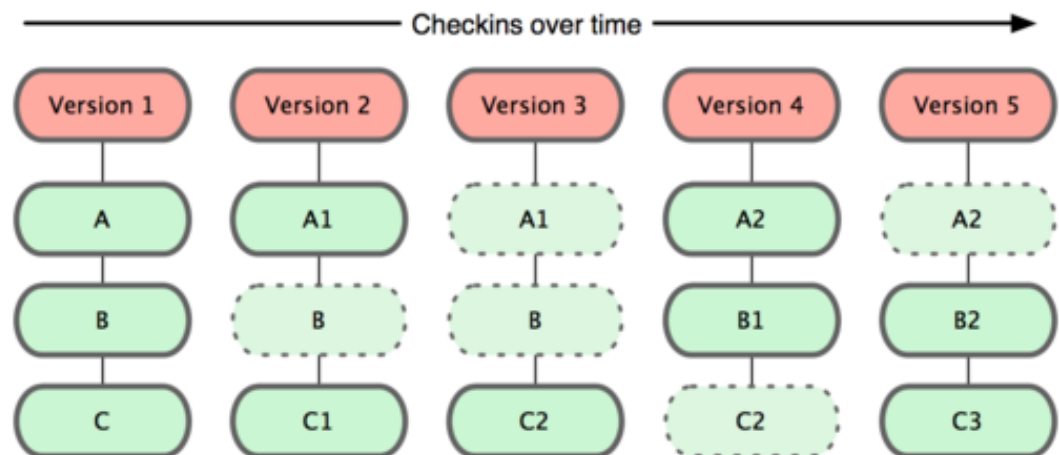 Checkins over time
Version 1 Version 2 Version 3 Version 4 Version 5
A A1 A1 A2 A2
B B B B1 B2
C C1 C2 C2 C3